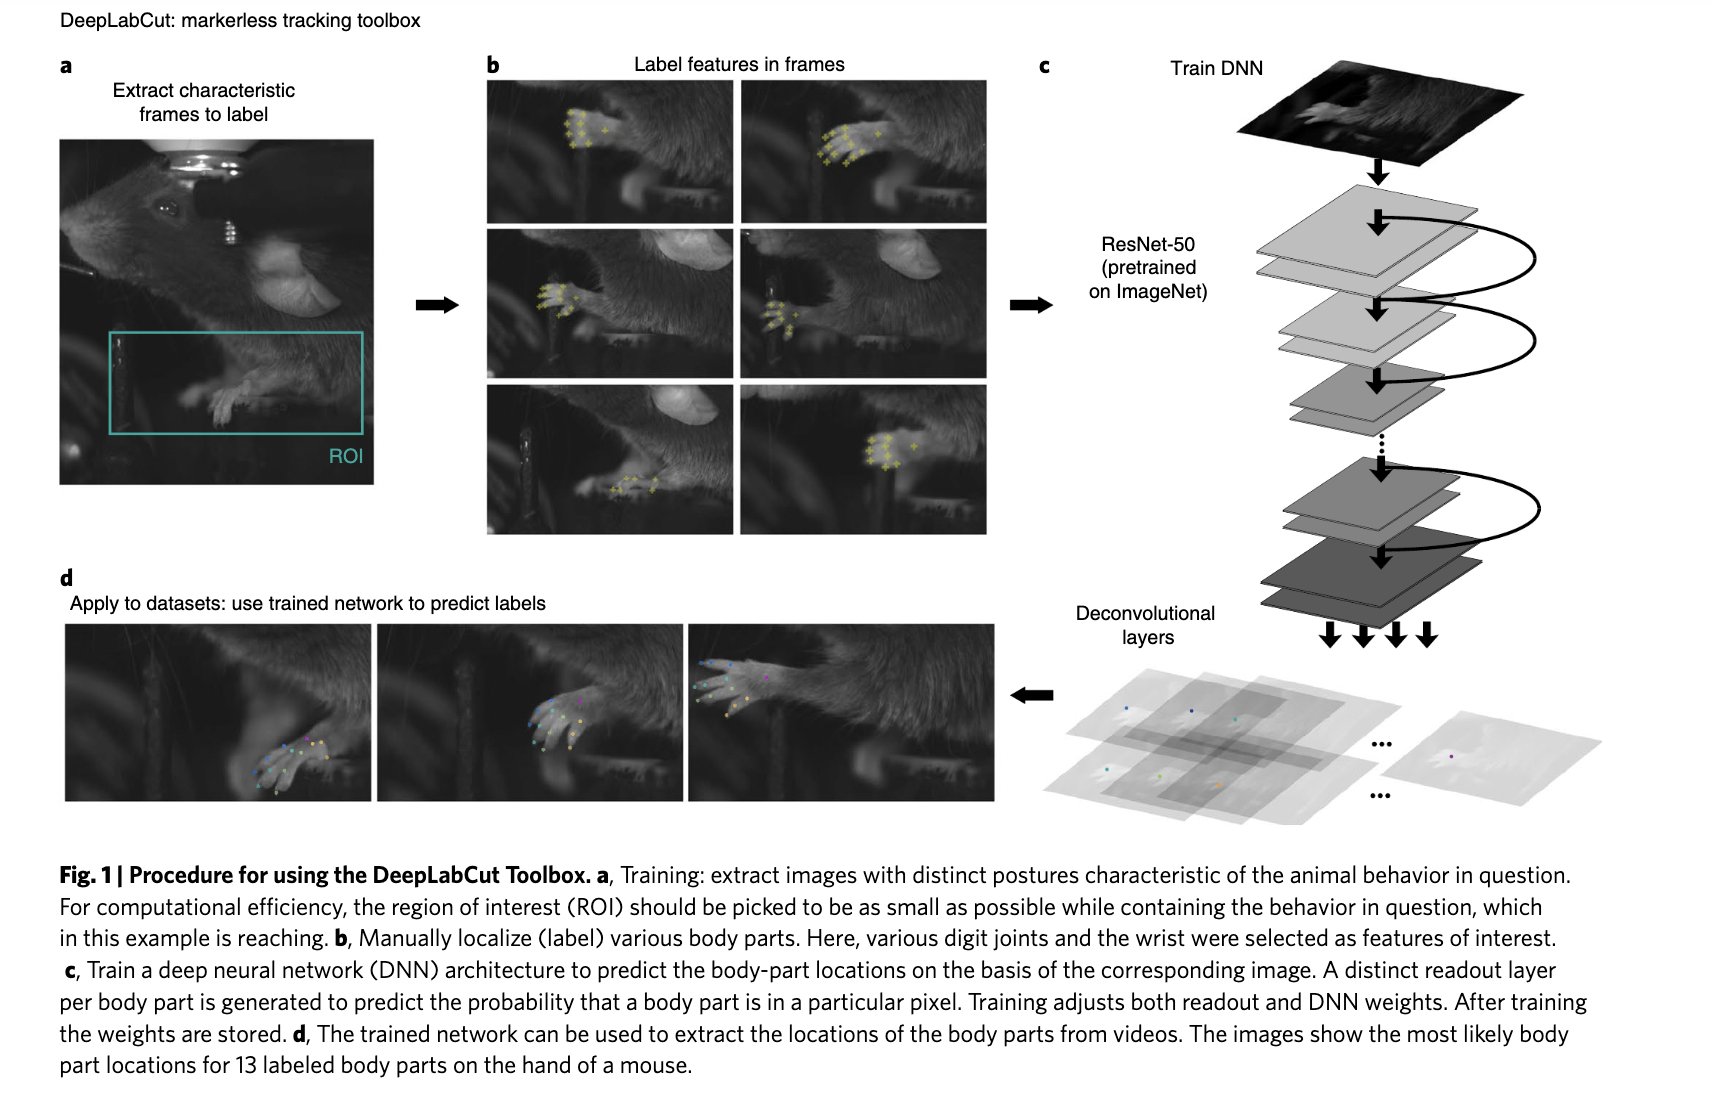 DeepLabCut: markerless tracking toolbox
a
Extract characteristic
frames to label
ROI
b
Label features in frames
c
Train DNN
ResNet-50
(pretrained
on ImageNet)
Deconvolutional
layers
...
...
d
Apply to datasets: use trained network to predict labels
Fig. 1 | Procedure for using the DeepLabCut Toolbox. a, Training: extract images with distinct postures characteristic of the animal behavior in question.
For computational efficiency, the region of interest (ROI) should be picked to be as small as possible while containing the behavior in question, which
in this example is reaching. b, Manually localize (label) various body parts. Here, various digit joints and the wrist were selected as features of interest.
c, Train a deep neural network (DNN) architecture to predict the body-part locations on the basis of the corresponding image. A distinct readout layer
per body part is generated to predict the probability that a body part is in a particular pixel. Training adjusts both readout and DNN weights. After training
the weights are stored. d, The trained network can be used to extract the locations of the body parts from videos. The images show the most likely body
part locations for 13 labeled body parts on the hand of a mouse.